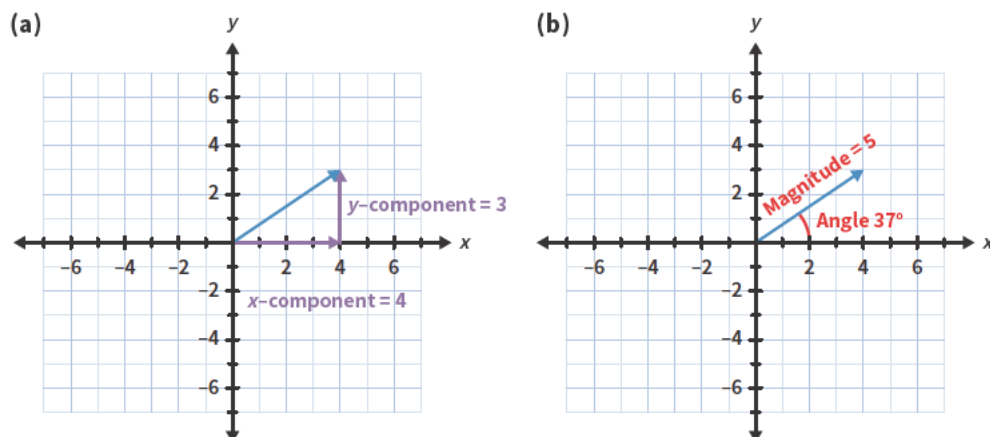 (a)
y
6
4
2
y–component = 3
x
–6
–4
–2
2
4
6
–2
x–component = 4
–4
–6
(b)
y
6
4
2
Magnitude = 5
Angle 37º
x
–6
–4
–2
2
4
6
–2
–4
–6